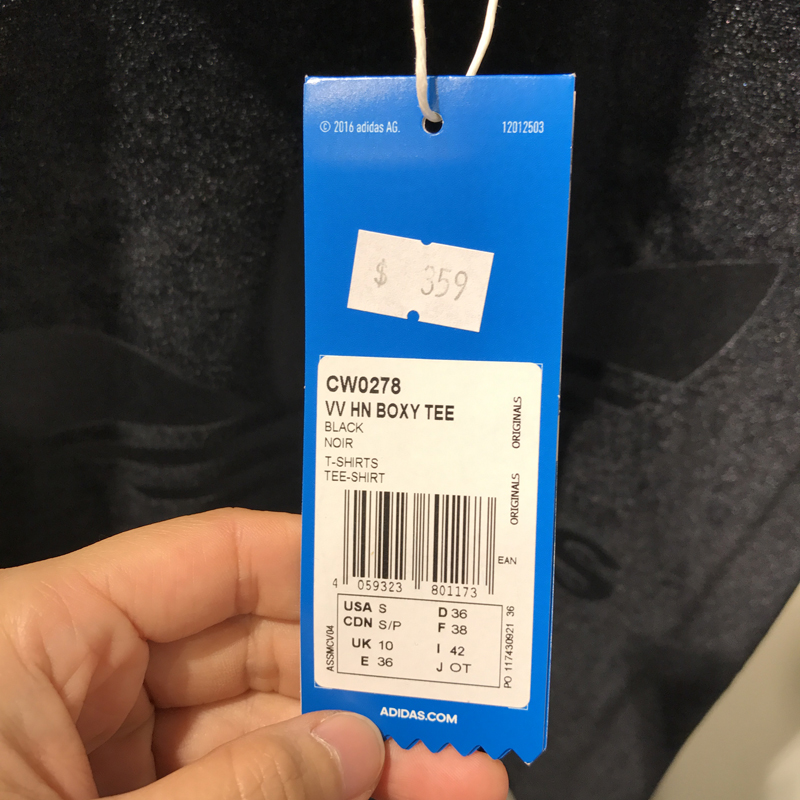 © 2016 adidas AG. 12012503
$ 359
CW0278
VV HN BOXY TEE
BLACK
NOIR
T-SHIRTS
TEE-SHIRT
ORIGINALS
ORIGINALS
EAN
4 059323 801173
USA S D 36
CDN S/P F 38
UK 10 I 42
E 36 J OT
ASSMCV04
PO 117430921 36
ADIDAS.COM